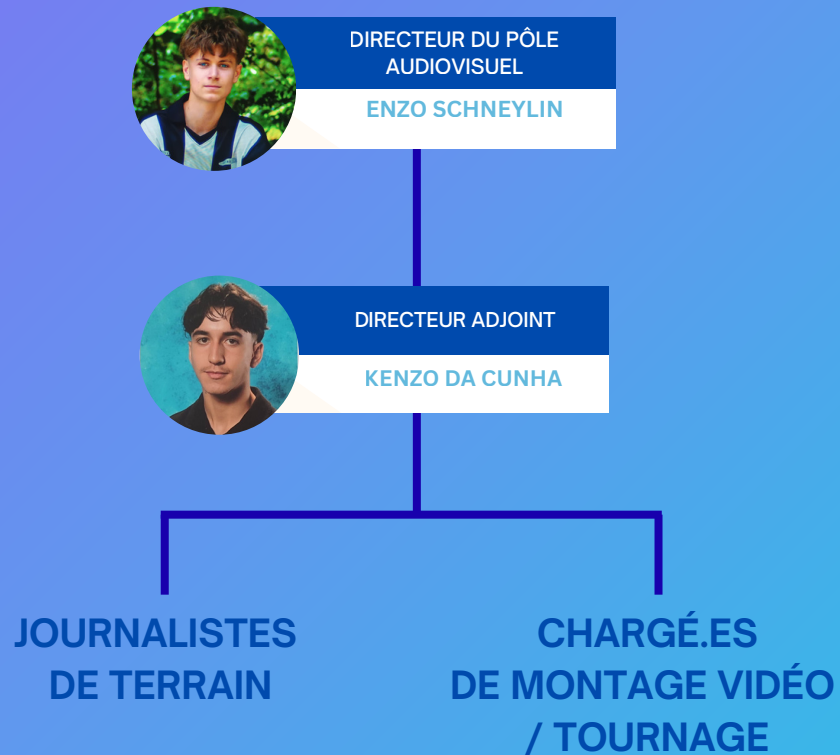 DIRECTEUR DU PÔLE
AUDIOVISUEL
ENZO SCHNEYLIN
DIRECTEUR ADJOINT
KENZO DA CUNHA
JOURNALISTES
DE TERRAIN
CHARGÉ.ES
DE MONTAGE VIDÉO
/ TOURNAGE